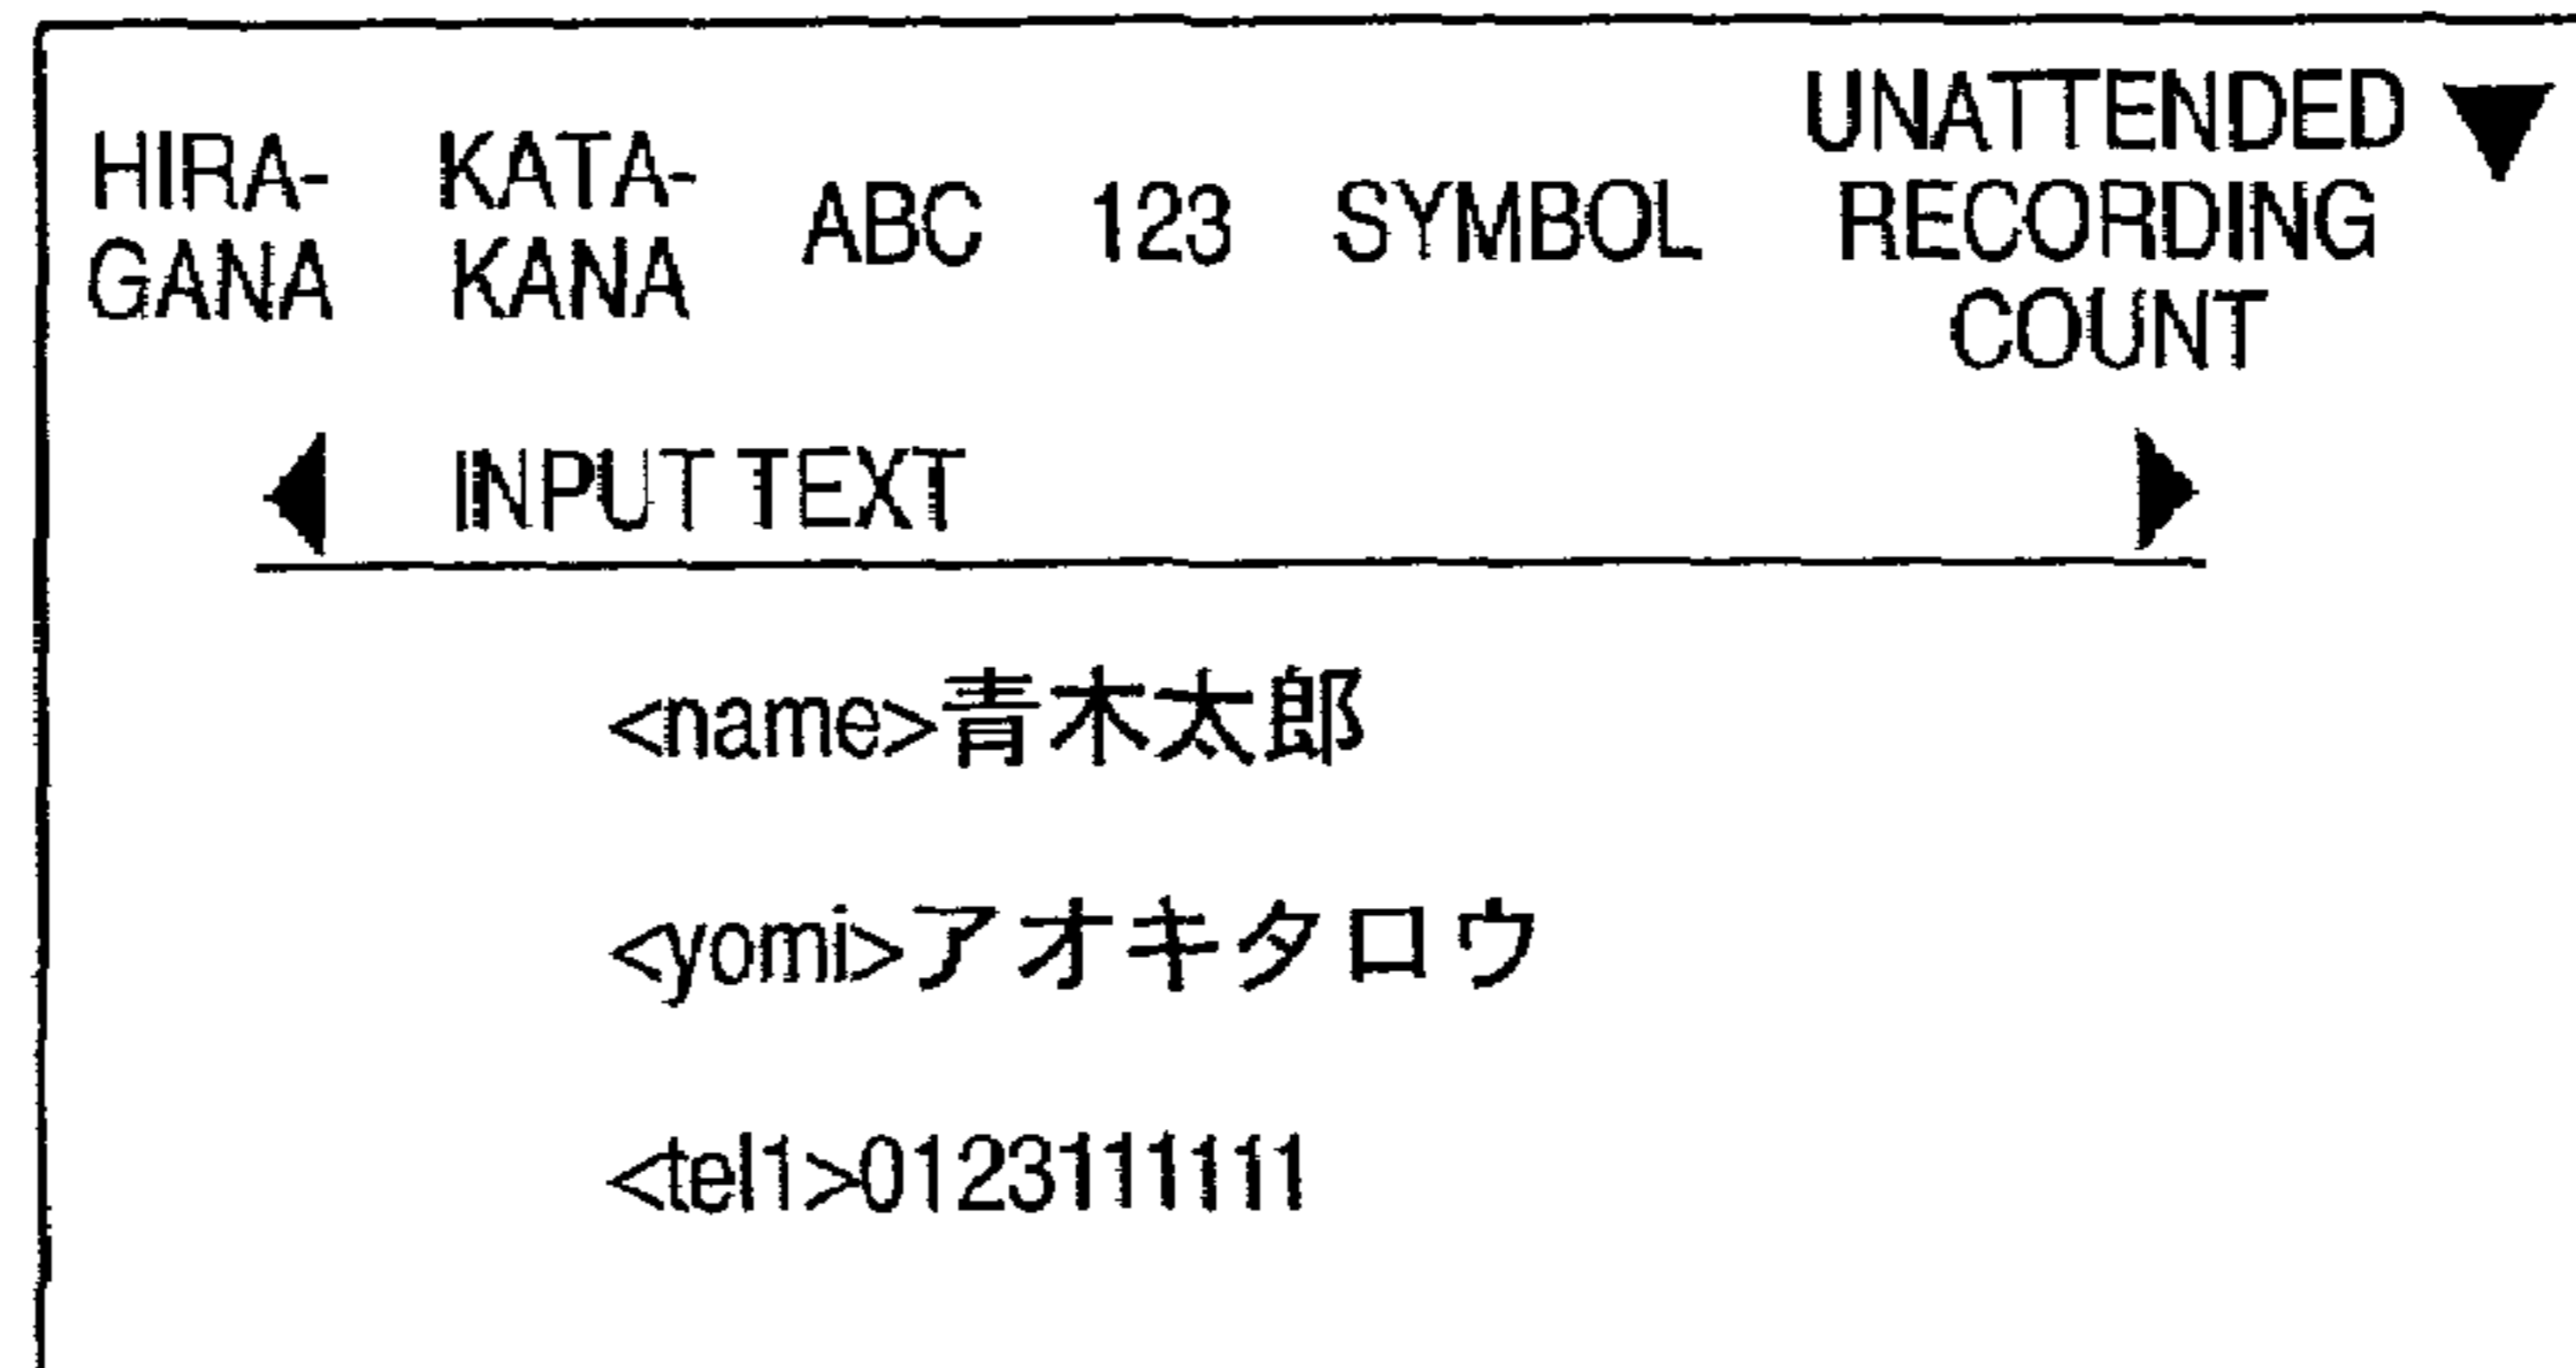 HIRA-
GANA
KATA-
KANA
ABC
123
SYMBOL
UNATTENDED
RECORDING
COUNT
INPUT TEXT
<name>青木太郎
<yomi>アオキタロウ
<tel1>0123111111